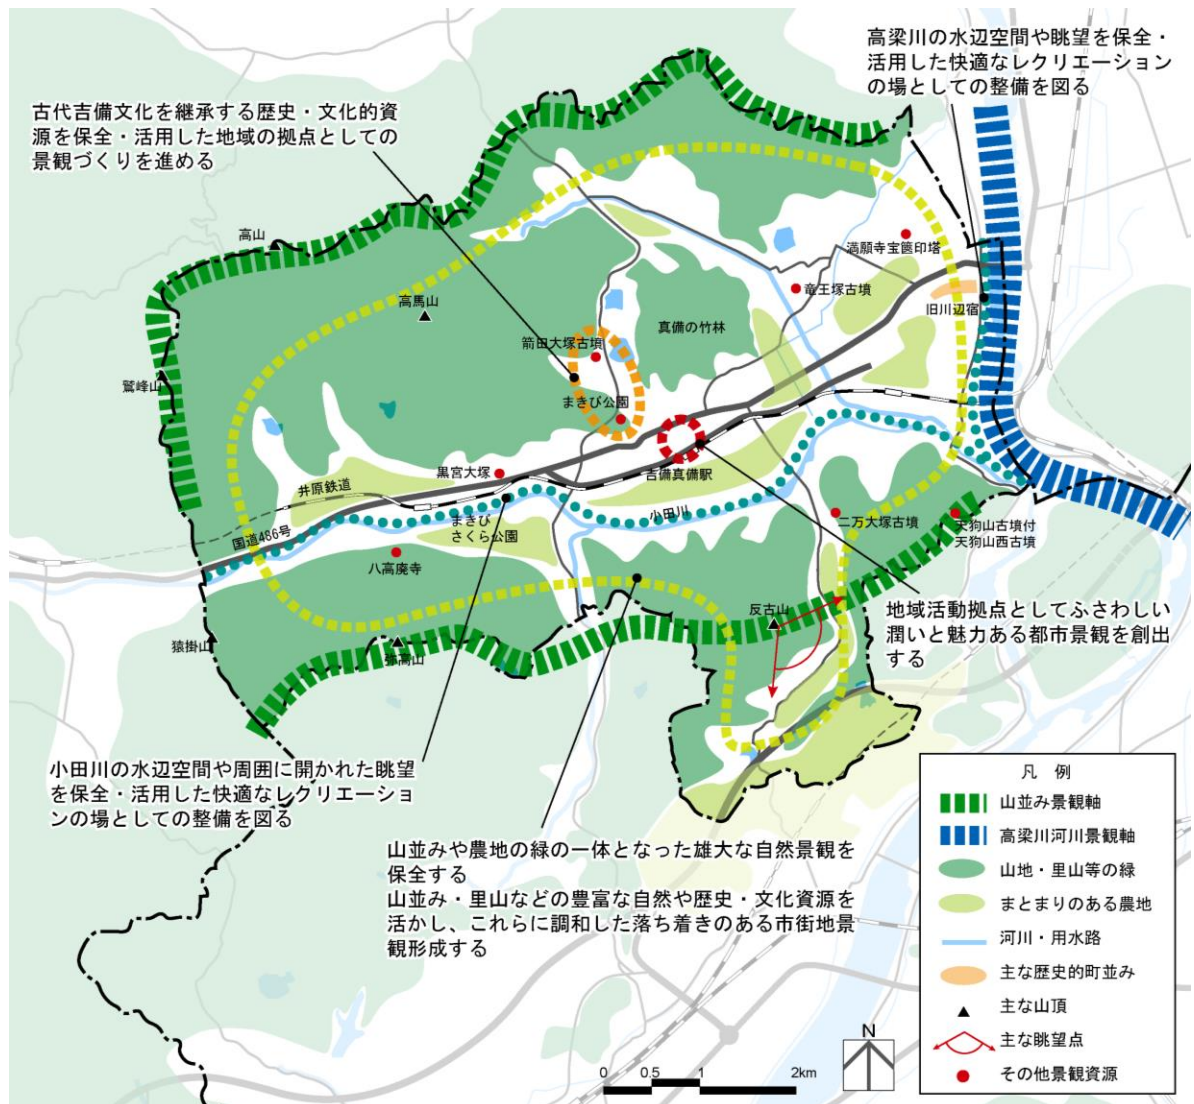 高梁川の水辺空間や眺望を保全・
活用した快適なレクリエーション
の場としての整備を図る
古代吉備文化を継承する歴史・文化的資
源を保全・活用した地域の拠点としての
景観づくりを進める
高山
満願寺宝篋印塔
竜王塚古墳
高馬山
旧川辺宿
真備の竹林
箭田大塚古墳
鷲峰山
まきび公園
黒宮大塚
吉備真備駅
井原鉄道
小田川
まきび
さくら公園
二万大塚古墳
天狗山古墳付
天狗山西古墳
国道486号
八高廃寺
反古山
地域活動拠点としてふさわしい
潤いと魅力ある都市景観を創出
する
猿掛山
弥高山
小田川の水辺空間や周囲に開かれた眺望
を保全・活用した快適なレクリエーショ
ンの場としての整備を図る
山並みや農地の緑の一体となった雄大な自然景観を
保全する
山並み・里山などの豊富な自然や歴史・文化資源を
活かし、これらに調和した落ち着きのある市街地景
観形成する
凡 例
山並み景観軸
高梁川河川景観軸
山地・里山等の緑
まとまりのある農地
河川・用水路
主な歴史的町並み
主な山頂
主な眺望点
その他景観資源
N
0 0.5 1 2km